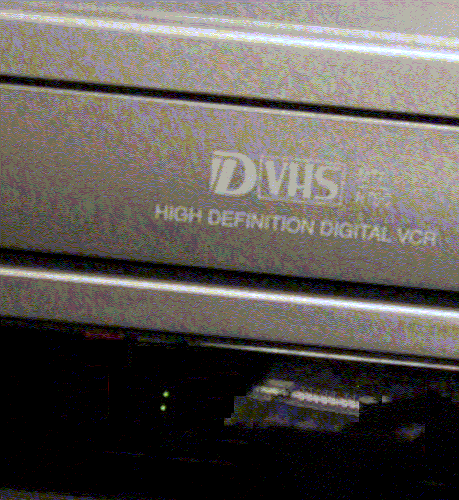 D VHS
HIGH DEFINITION DIGITAL VCR